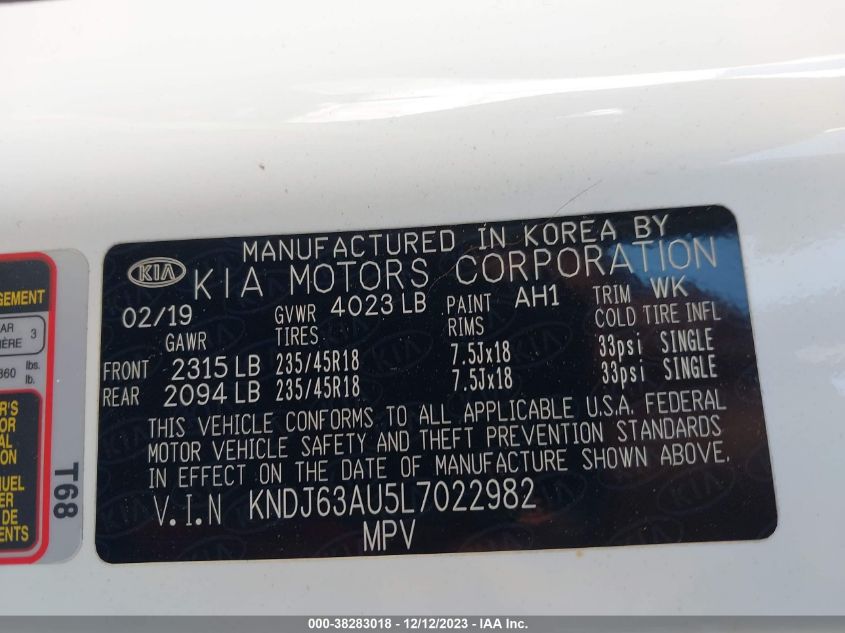 MANUFACTURED IN KOREA BY
KIA KIA MOTORS CORPORATION
02/19 GVWR 4023 LB PAINT AH1 TRIM WK
GAWR TIRES RIMS COLD TIRE INFL
FRONT 2315 LB 235/45R18 7.5Jx18 33psi SINGLE
REAR 2094 LB 235/45R18 7.5Jx18 33psi SINGLE
THIS VEHICLE CONFORMS TO ALL APPLICABLE U.S.A. FEDERAL
MOTOR VEHICLE SAFETY AND THEFT PREVENTION STANDARDS
IN EFFECT ON THE DATE OF MANUFACTURE SHOWN ABOVE.
V.I.N KNDJ63AU5L7022982
MPV
T68
000-38283018 - 12/12/2023 - IAA Inc.